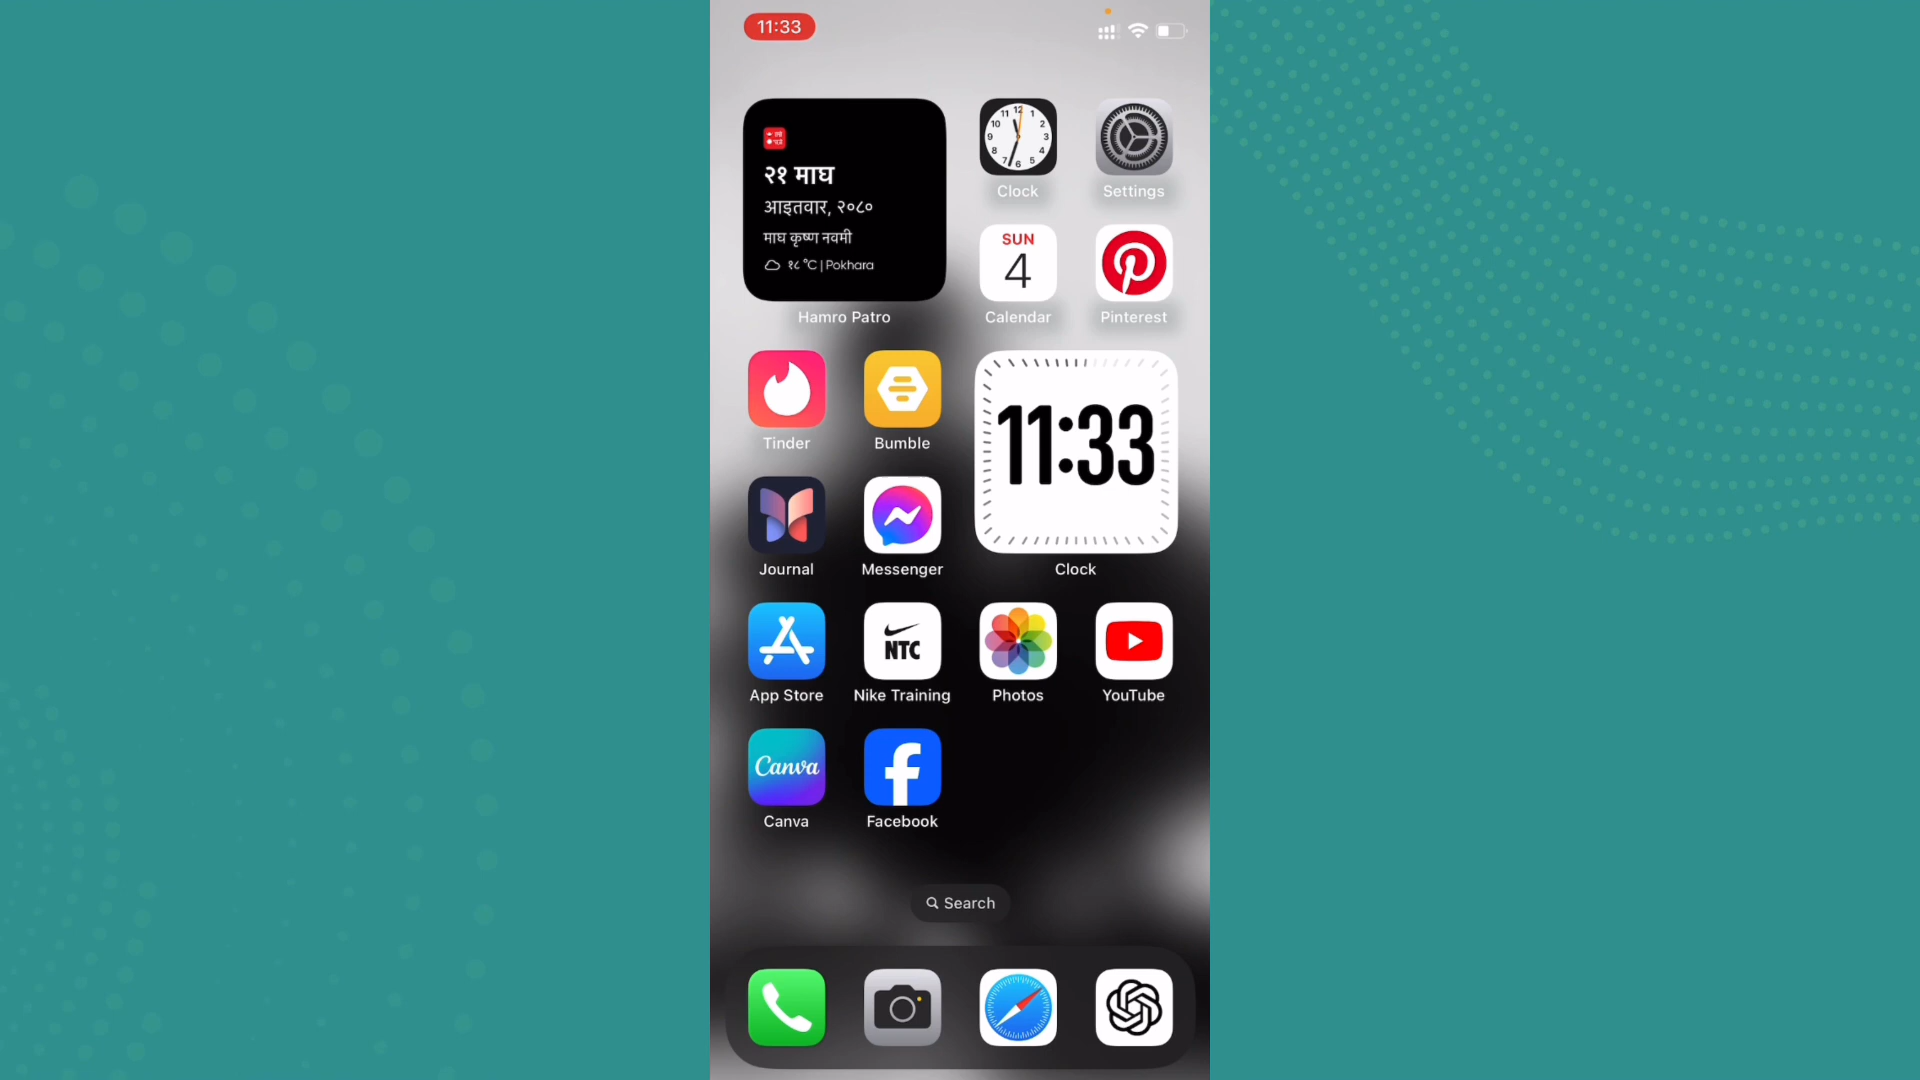 11:33
२१ माघ
आइतवार, २०८०
माघ कृष्ण नवमी
१८ °C | Pokhara
Hamro Patro
Clock
Settings
SUN
4
Calendar
Pinterest
Tinder
Bumble
11:33
Clock
Journal
Messenger
NTC
App Store
Nike Training
Photos
YouTube
Canva
Canva
Facebook
Search